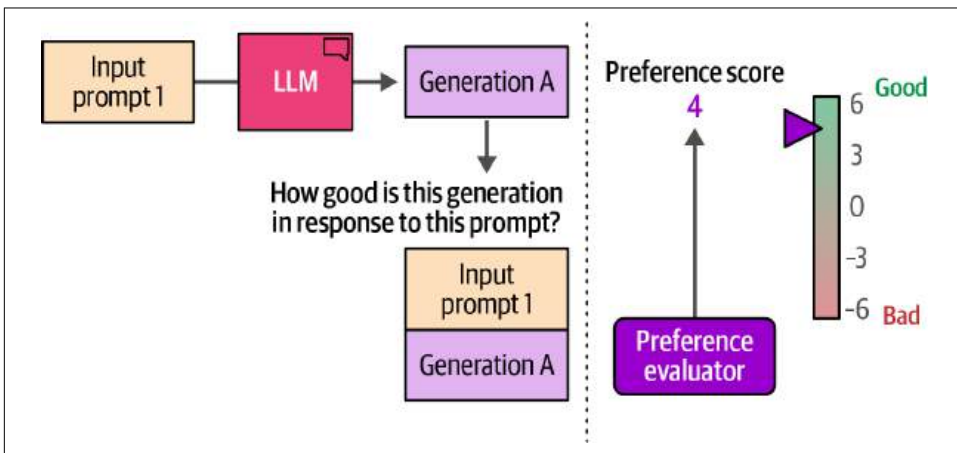 Input
prompt 1
LLM
Generation A
How good is this generation
in response to this prompt?
Input
prompt 1
Generation A
Preference score
4
Preference
evaluator
6
Good
3
0
-3
-6
Bad